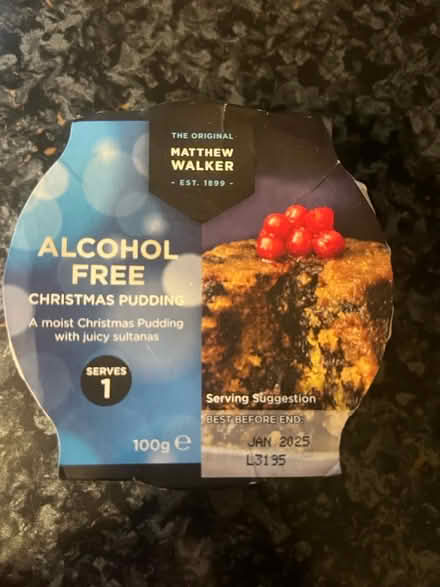 THE ORIGINAL
MATTHEW
WALKER
- EST. 1899 -
ALCOHOL
FREE
CHRISTMAS PUDDING
A moist Christmas Pudding
with juicy sultanas
SERVES
1
100g ℮
Serving Suggestion
BEST BEFORE END:
JAN 2025
L3195